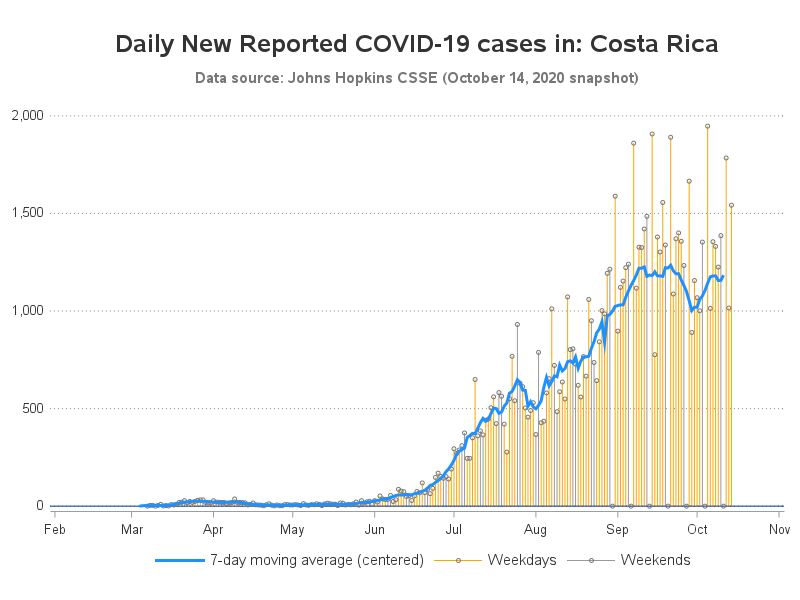 Daily New Reported COVID-19 cases in: Costa Rica
Data source: Johns Hopkins CSSE (October 14, 2020 snapshot)
2,000
1,500
1,000
500
0
Feb Mar Apr May Jun Jul Aug Sep Oct Nov
7-day moving average (centered) Weekdays Weekends